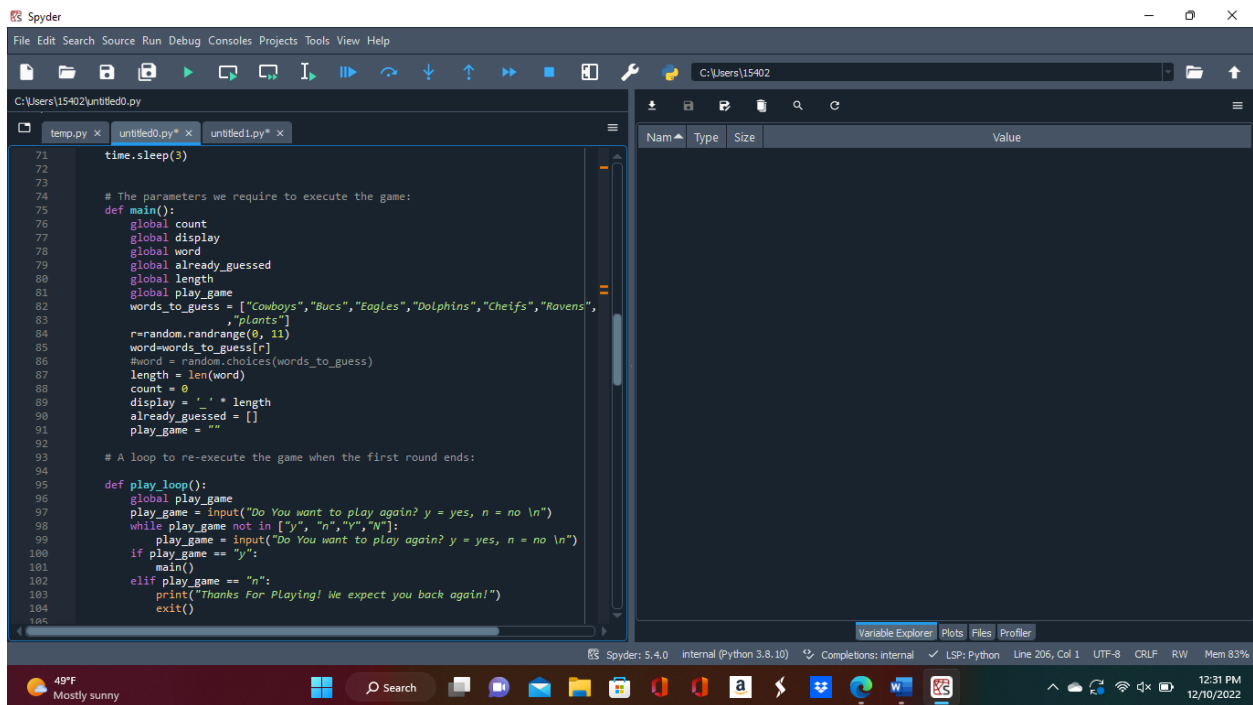 Spyder
File Edit Search Source Run Debug Consoles Projects Tools View Help
C:\Users\15402
C:\Users\15402\untitled0.py
temp.py
untitled0.py*
untitled1.py*
71 time.sleep(3)
72
73
74 # The parameters we require to execute the game:
75 def main():
76 global count
77 global display
78 global word
79 global already_guessed
80 global length
81 global play_game
82 words_to_guess = ["Cowboys","Bucs","Eagles","Dolphins","Cheifs","Ravens",
83 ,"plants"]
84 r=random.randrange(0, 11)
85 word=words_to_guess[r]
86 #word = random.choices(words_to_guess)
87 length = len(word)
88 count = 0
89 display = '_' * length
90 already_guessed = []
91 play_game = ""
92
93 # A loop to re-execute the game when the first round ends:
94
95 def play_loop():
96 global play_game
97 play_game = input("Do You want to play again? y = yes, n = no \n")
98 while play_game not in ["y", "n","Y","N"]:
99 play_game = input("Do You want to play again? y = yes, n = no \n")
100 if play_game == "y":
101 main()
102 elif play_game == "n":
103 print("Thanks For Playing! We expect you back again!")
104 exit()
105
Nam Type Size Value
Variable Explorer Plots Files Profiler
Spyder: 5.4.0 internal (Python 3.8.10) Completions: internal LSP: Python Line 206, Col 1 UTF-8 CRLF RW Mem 83%
49°F
Mostly sunny
Search
12:31 PM
12/10/2022